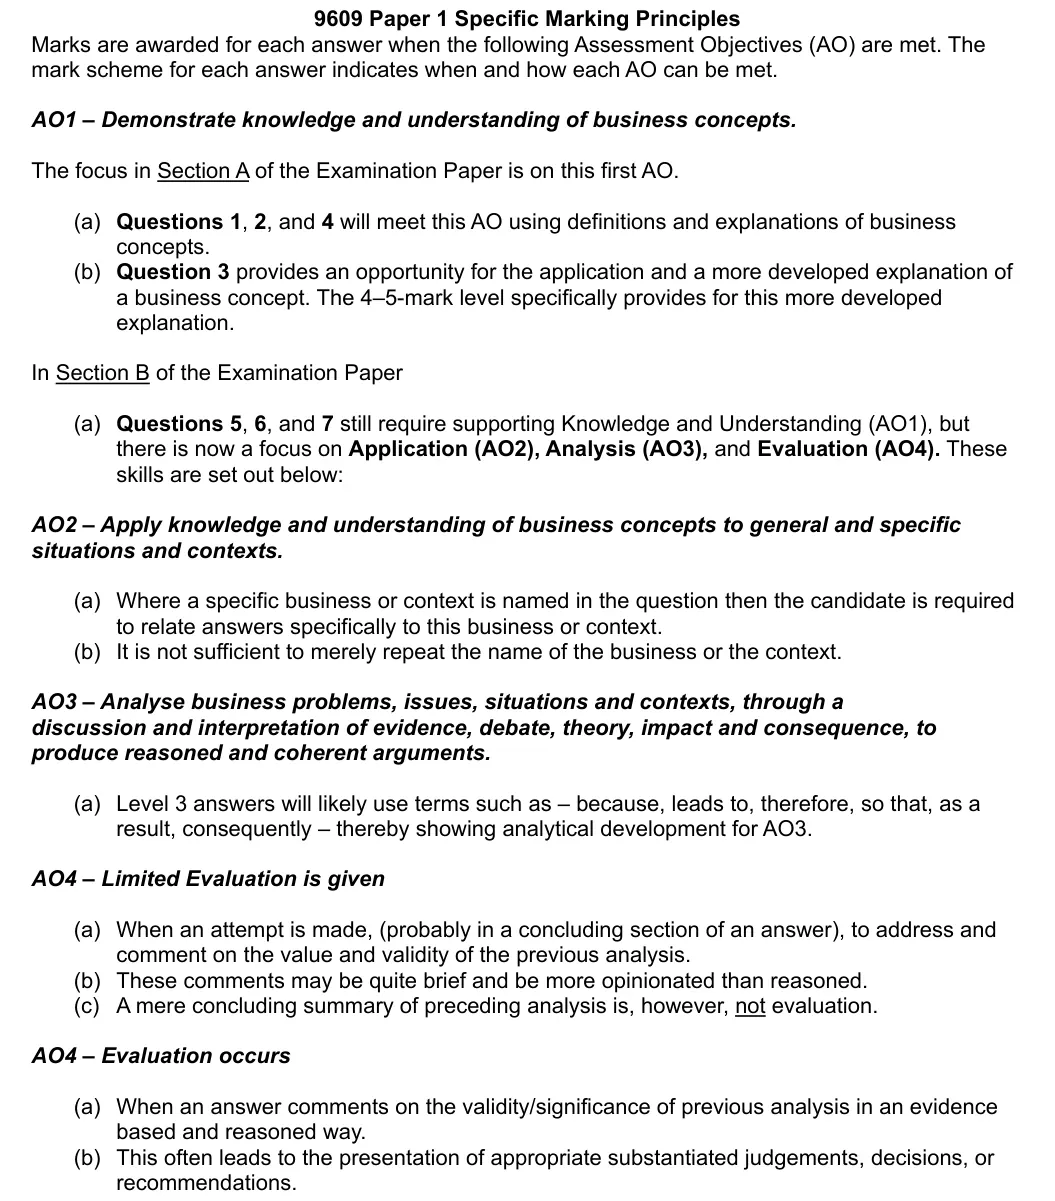 9609 Paper 1 Specific Marking Principles
Marks are awarded for each answer when the following Assessment Objectives (AO) are met. The
mark scheme for each answer indicates when and how each AO can be met.
AO1 – Demonstrate knowledge and understanding of business concepts.
The focus in Section A of the Examination Paper is on this first AO.
(a) Questions 1, 2, and 4 will meet this AO using definitions and explanations of business
concepts.
(b) Question 3 provides an opportunity for the application and a more developed explanation of
a business concept. The 4–5-mark level specifically provides for this more developed
explanation.
In Section B of the Examination Paper
(a) Questions 5, 6, and 7 still require supporting Knowledge and Understanding (AO1), but
there is now a focus on Application (AO2), Analysis (AO3), and Evaluation (AO4). These
skills are set out below:
AO2 – Apply knowledge and understanding of business concepts to general and specific
situations and contexts.
(a) Where a specific business or context is named in the question then the candidate is required
to relate answers specifically to this business or context.
(b) It is not sufficient to merely repeat the name of the business or the context.
AO3 – Analyse business problems, issues, situations and contexts, through a
discussion and interpretation of evidence, debate, theory, impact and consequence, to
produce reasoned and coherent arguments.
(a) Level 3 answers will likely use terms such as – because, leads to, therefore, so that, as a
result, consequently – thereby showing analytical development for AO3.
AO4 – Limited Evaluation is given
(a) When an attempt is made, (probably in a concluding section of an answer), to address and
comment on the value and validity of the previous analysis.
(b) These comments may be quite brief and be more opinionated than reasoned.
(c) A mere concluding summary of preceding analysis is, however, not evaluation.
AO4 – Evaluation occurs
(a) When an answer comments on the validity/significance of previous analysis in an evidence
based and reasoned way.
(b) This often leads to the presentation of appropriate substantiated judgements, decisions, or
recommendations.